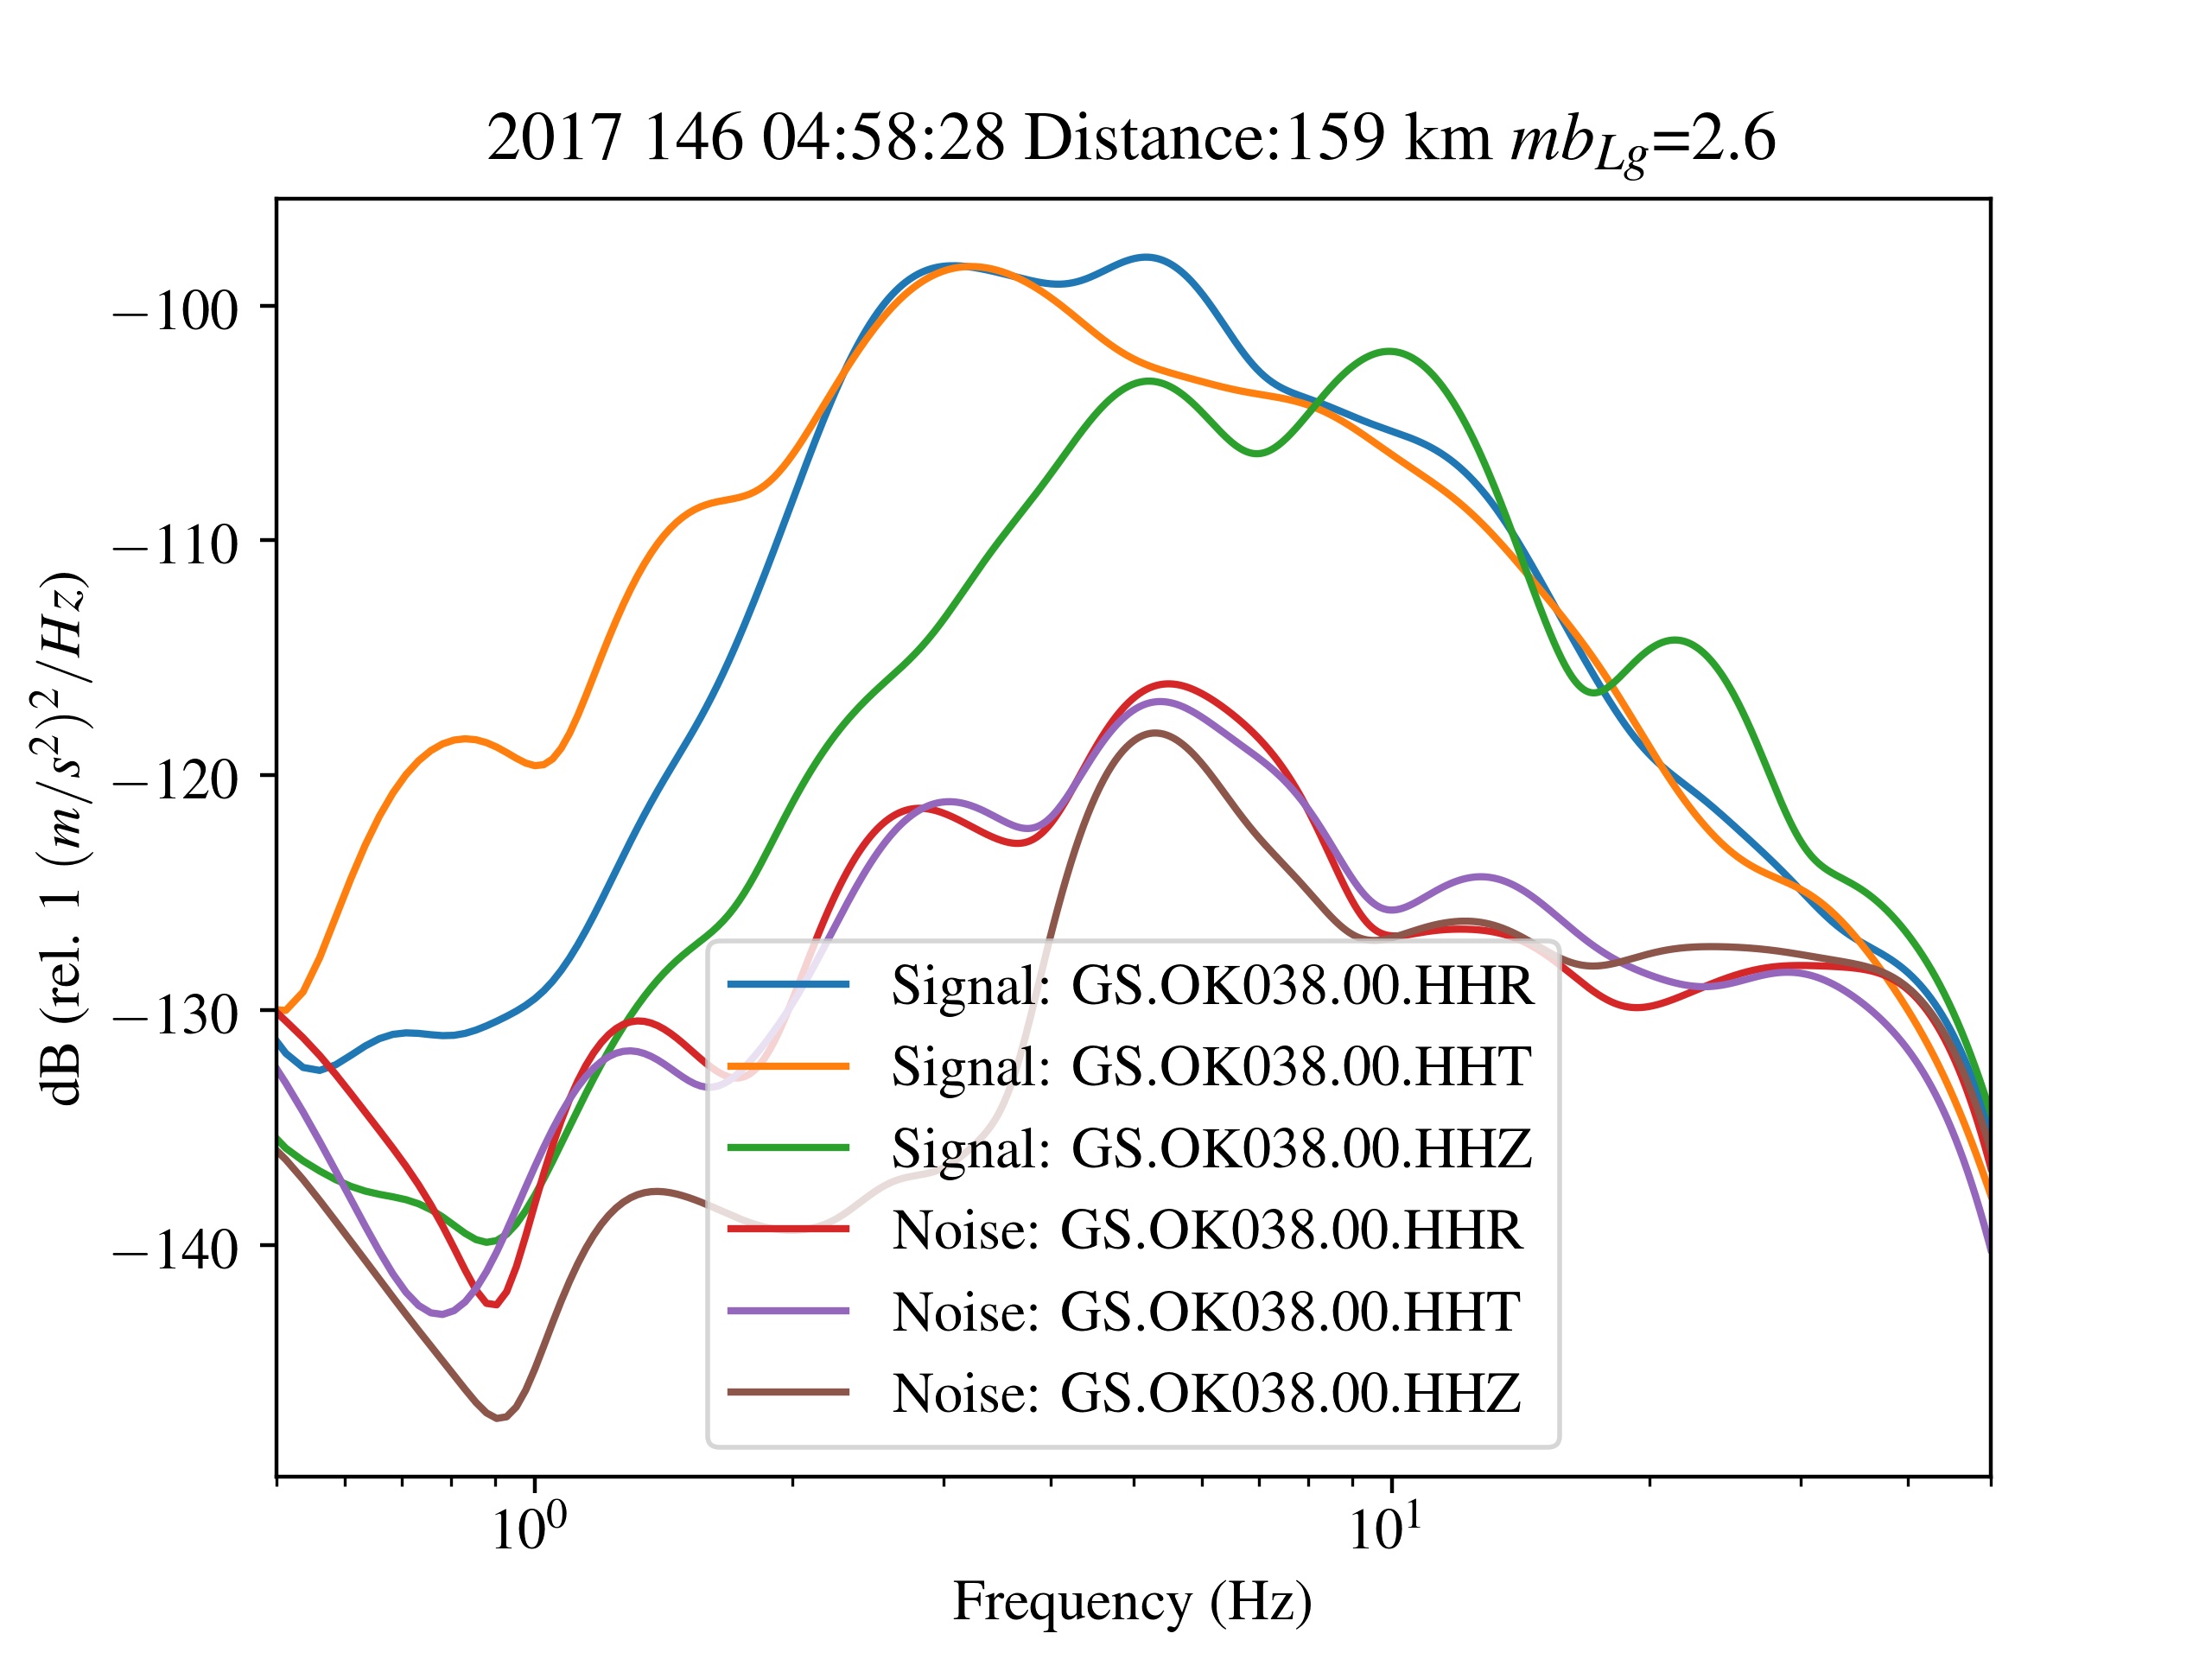 2017 146 04:58:28 Distance:159 km mb_{Lg}=2.6
dB (rel. 1 (m/s²)²/Hz)
−100
−110
−120
−130
−140
Signal: GS.OK038.00.HHR
Signal: GS.OK038.00.HHT
Signal: GS.OK038.00.HHZ
Noise: GS.OK038.00.HHR
Noise: GS.OK038.00.HHT
Noise: GS.OK038.00.HHZ
10⁰ 10¹
Frequency (Hz)